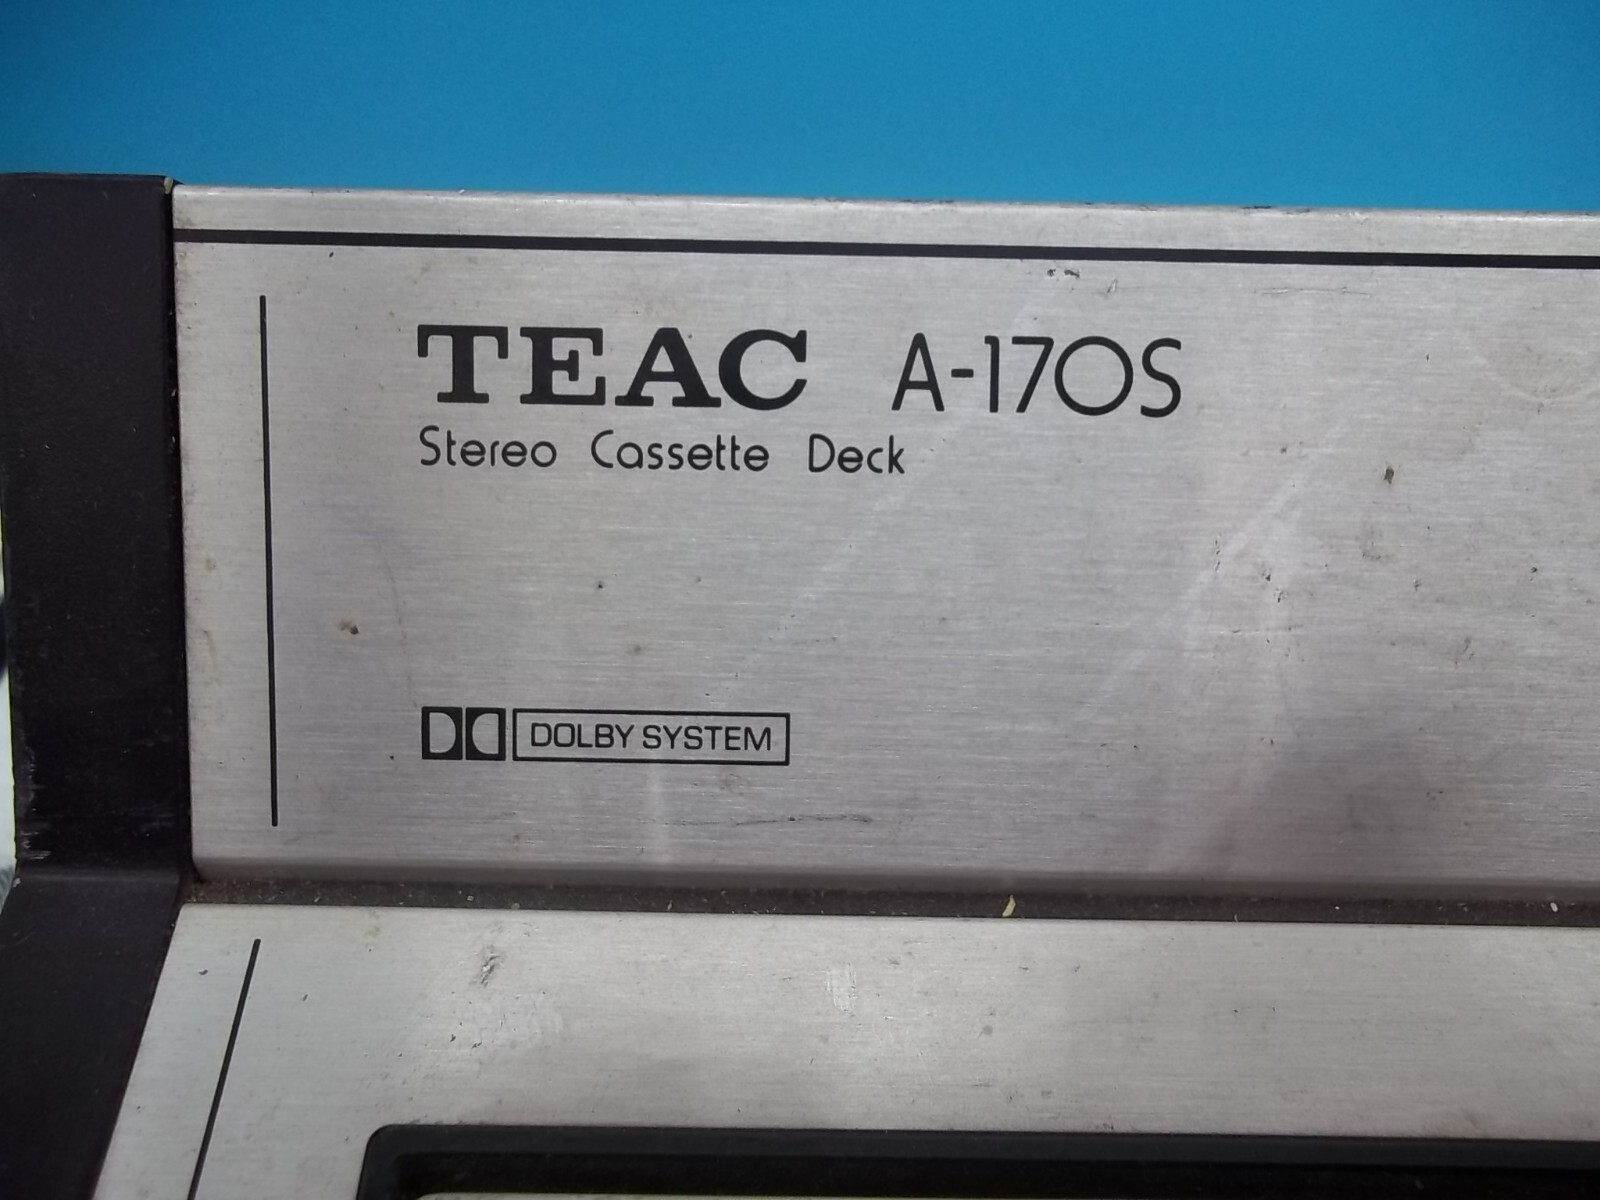 TEAC A-170S
Stereo Cassette Deck
DOLBY SYSTEM